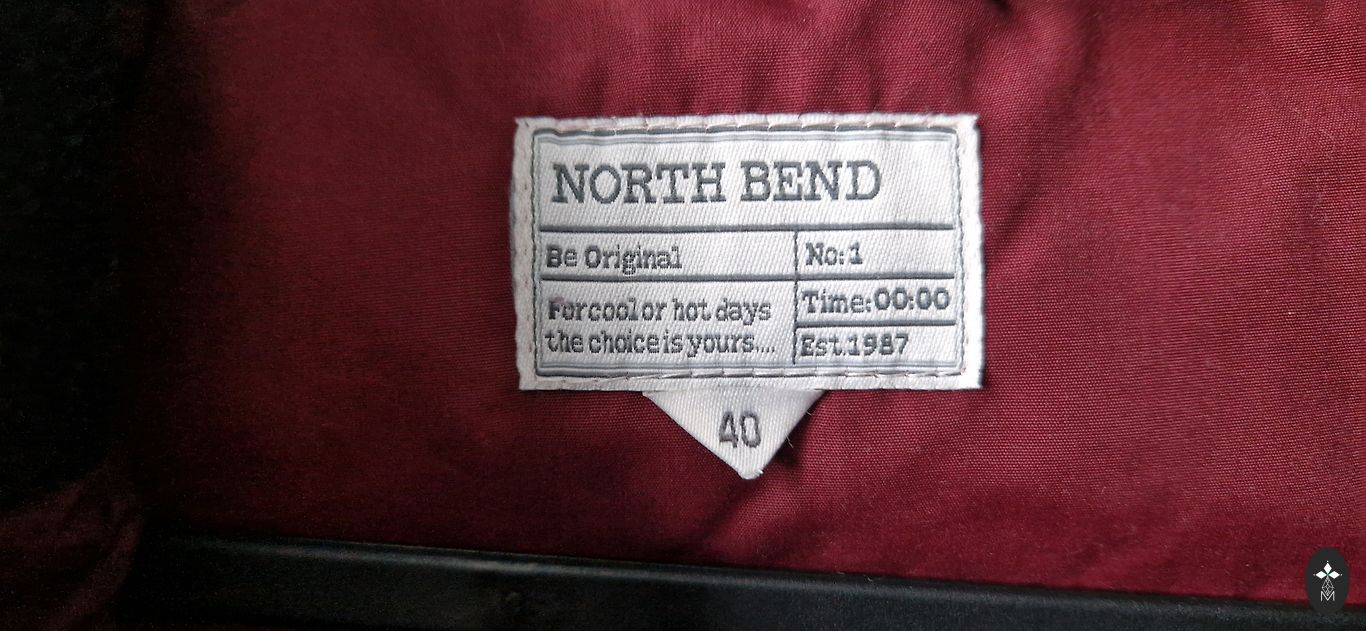 NORTH BEND
Be Original
No:1
For cool or hot days
the choice is yours....
Time:00:00
Est.1987
40
M